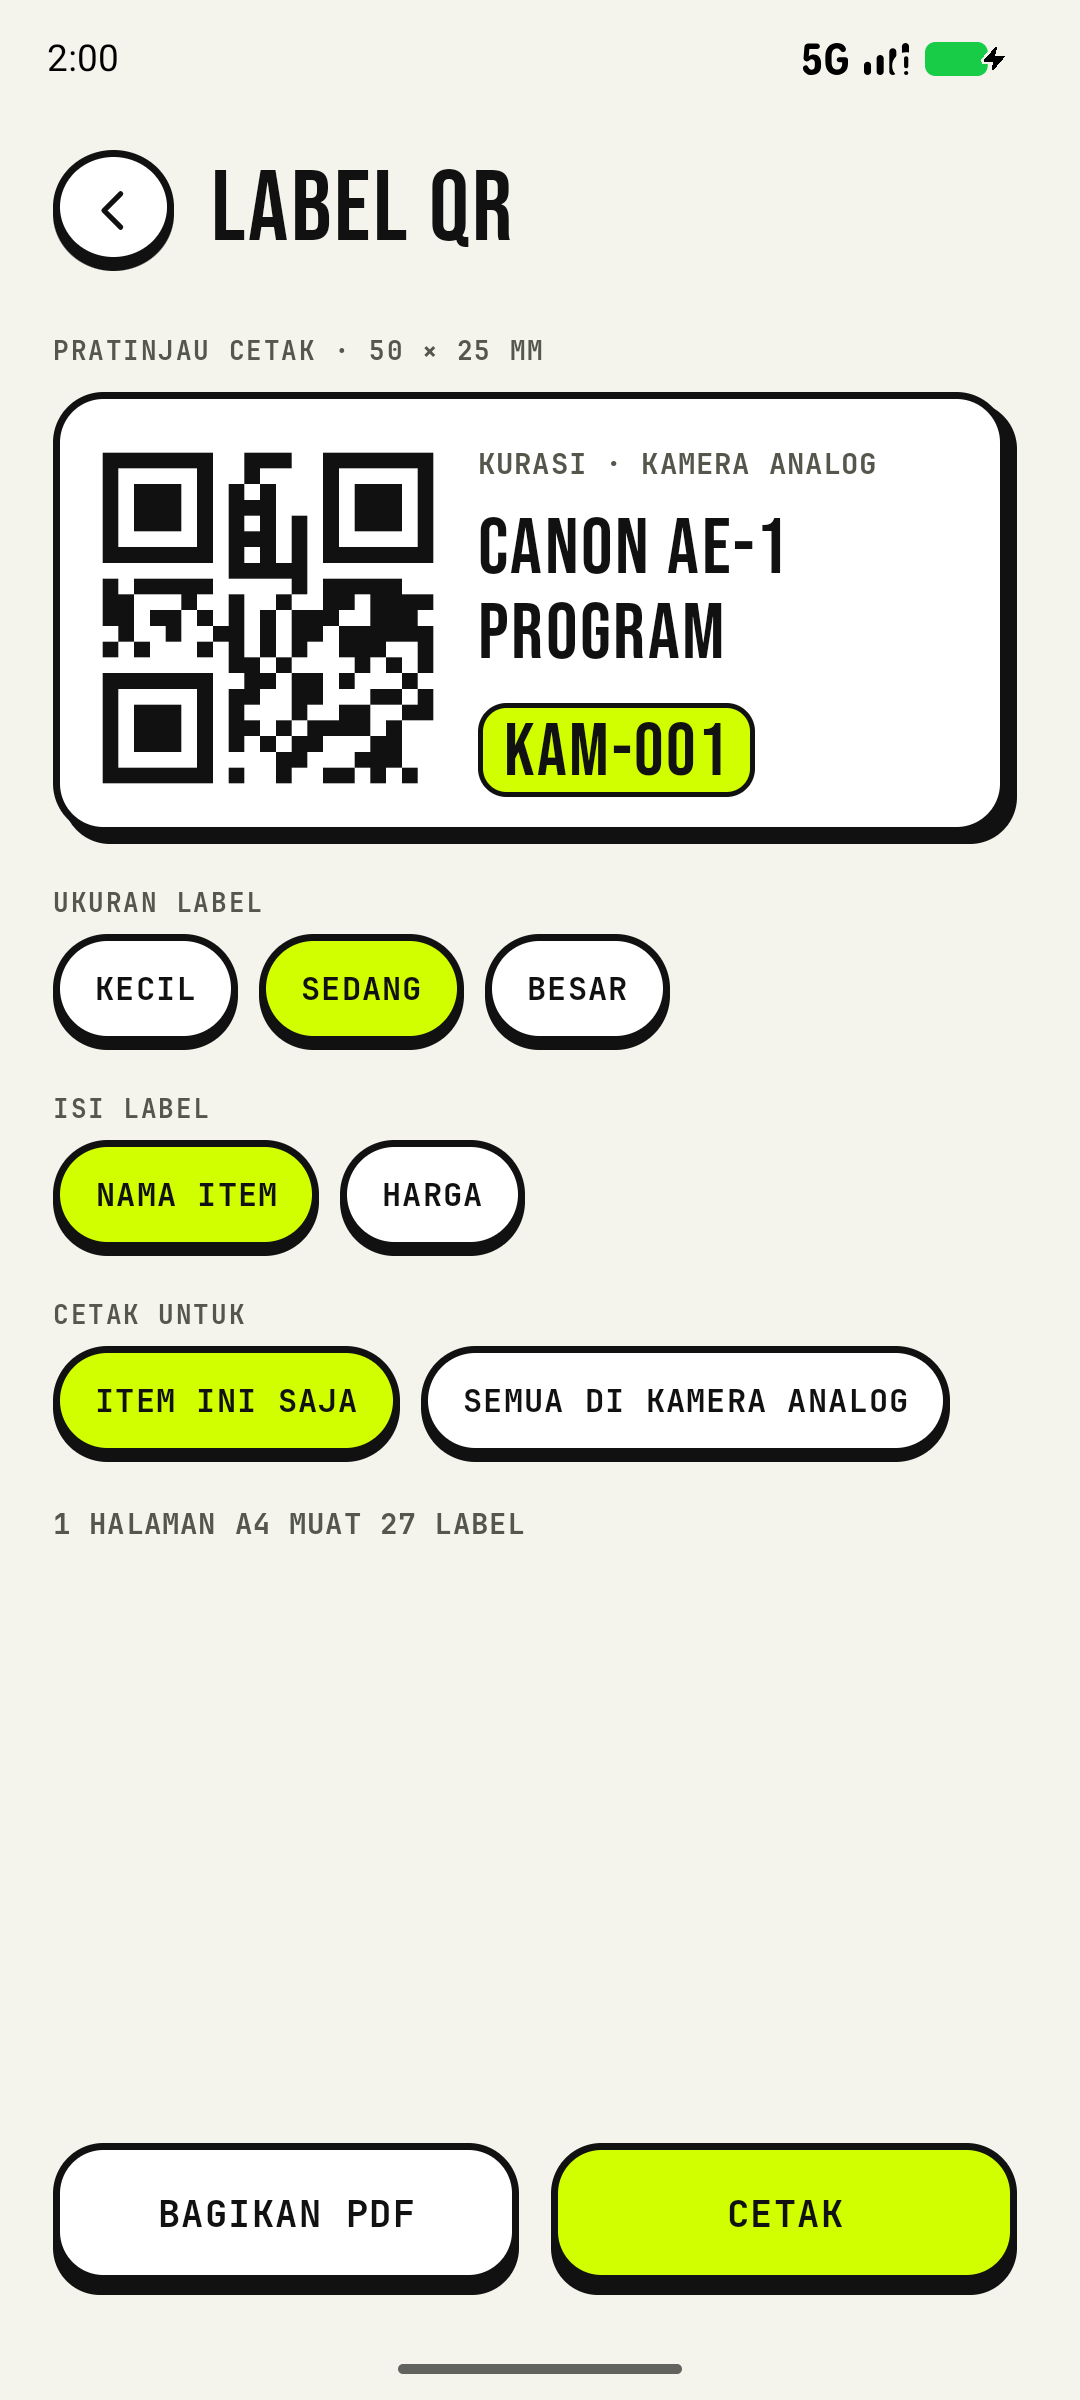 2:00
5G
LABEL QR
PRATINJAU CETAK · 50 × 25 MM
KURASI · KAMERA ANALOG
CANON AE-1
PROGRAM
KAM-001
UKURAN LABEL
KECIL
SEDANG
BESAR
ISI LABEL
NAMA ITEM
HARGA
CETAK UNTUK
ITEM INI SAJA
SEMUA DI KAMERA ANALOG
1 HALAMAN A4 MUAT 27 LABEL
BAGIKAN PDF
CETAK